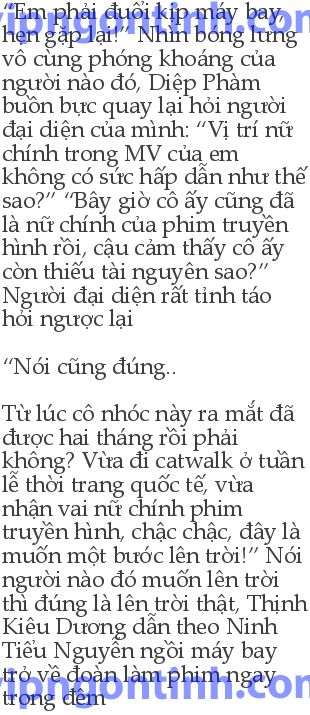 “Em phải đuổi kịp máy bay,
hẹn gặp lại!” Nhìn bóng lưng
vô cùng phóng khoáng của
người nào đó, Diệp Phàm
buồn bực quay lại hỏi người
đại diện của mình: “Vị trí nữ
chính trong MV của em
không có sức hấp dẫn như thế
sao?” “Bây giờ cô ấy cũng đã
là nữ chính của phim truyền
hình rồi, cậu cảm thấy cô ấy
còn thiếu tài nguyên sao?”
Người đại diện rất tỉnh táo
hỏi ngược lại
“Nói cũng đúng..
Từ lúc cô nhóc này ra mắt đã
được hai tháng rồi phải
không? Vừa đi catwalk ở tuần
lễ thời trang quốc tế, vừa
nhận vai nữ chính phim
truyền hình, chậc chậc, đây là
muốn một bước lên trời!” Nói
người nào đó muốn lên trời
thì đúng là lên trời thật, Thịnh
Kiêu Dương dẫn theo Ninh
Tiểu Nguyễn ngồi máy bay
trở về đoàn làm phim ngay
trong đêm
vipngontinh.com
vipngontinh.com